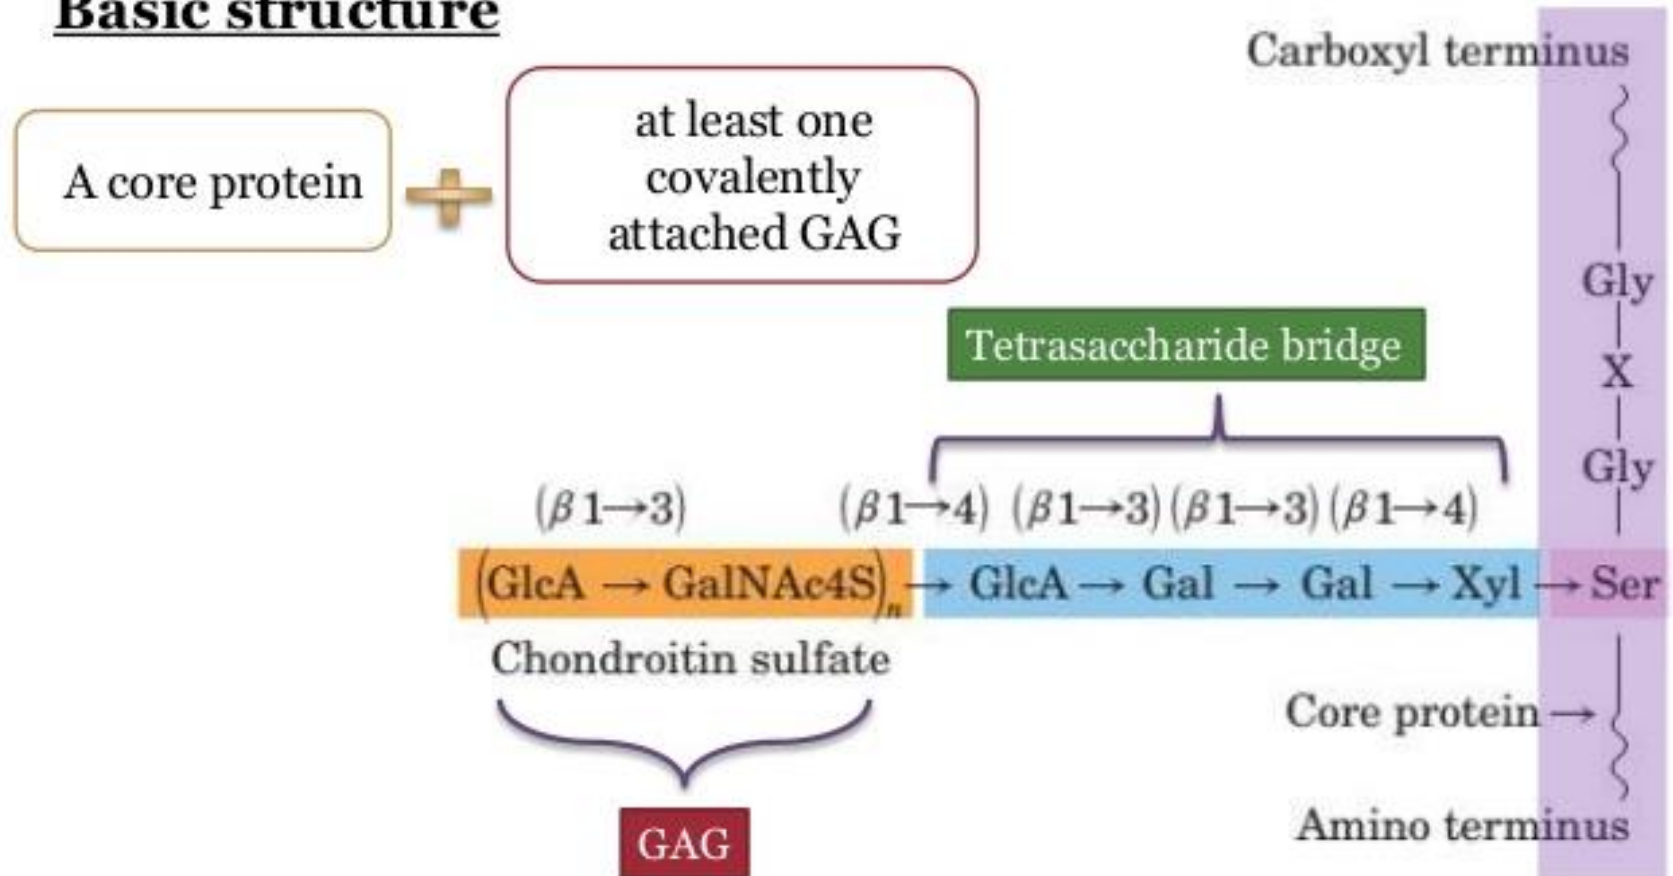 Basic structure
Carboxyl terminus
A core protein
at least one
covalently
attached GAG
Gly
X
Gly
Tetrasaccharide bridge
(β1→3) (β1→4) (β1→3) (β1→3) (β1→4)
(GlcA → GalNAc4S)n → GlcA → Gal → Gal → Xyl → Ser
Chondroitin sulfate
Core protein →
GAG
Amino terminus